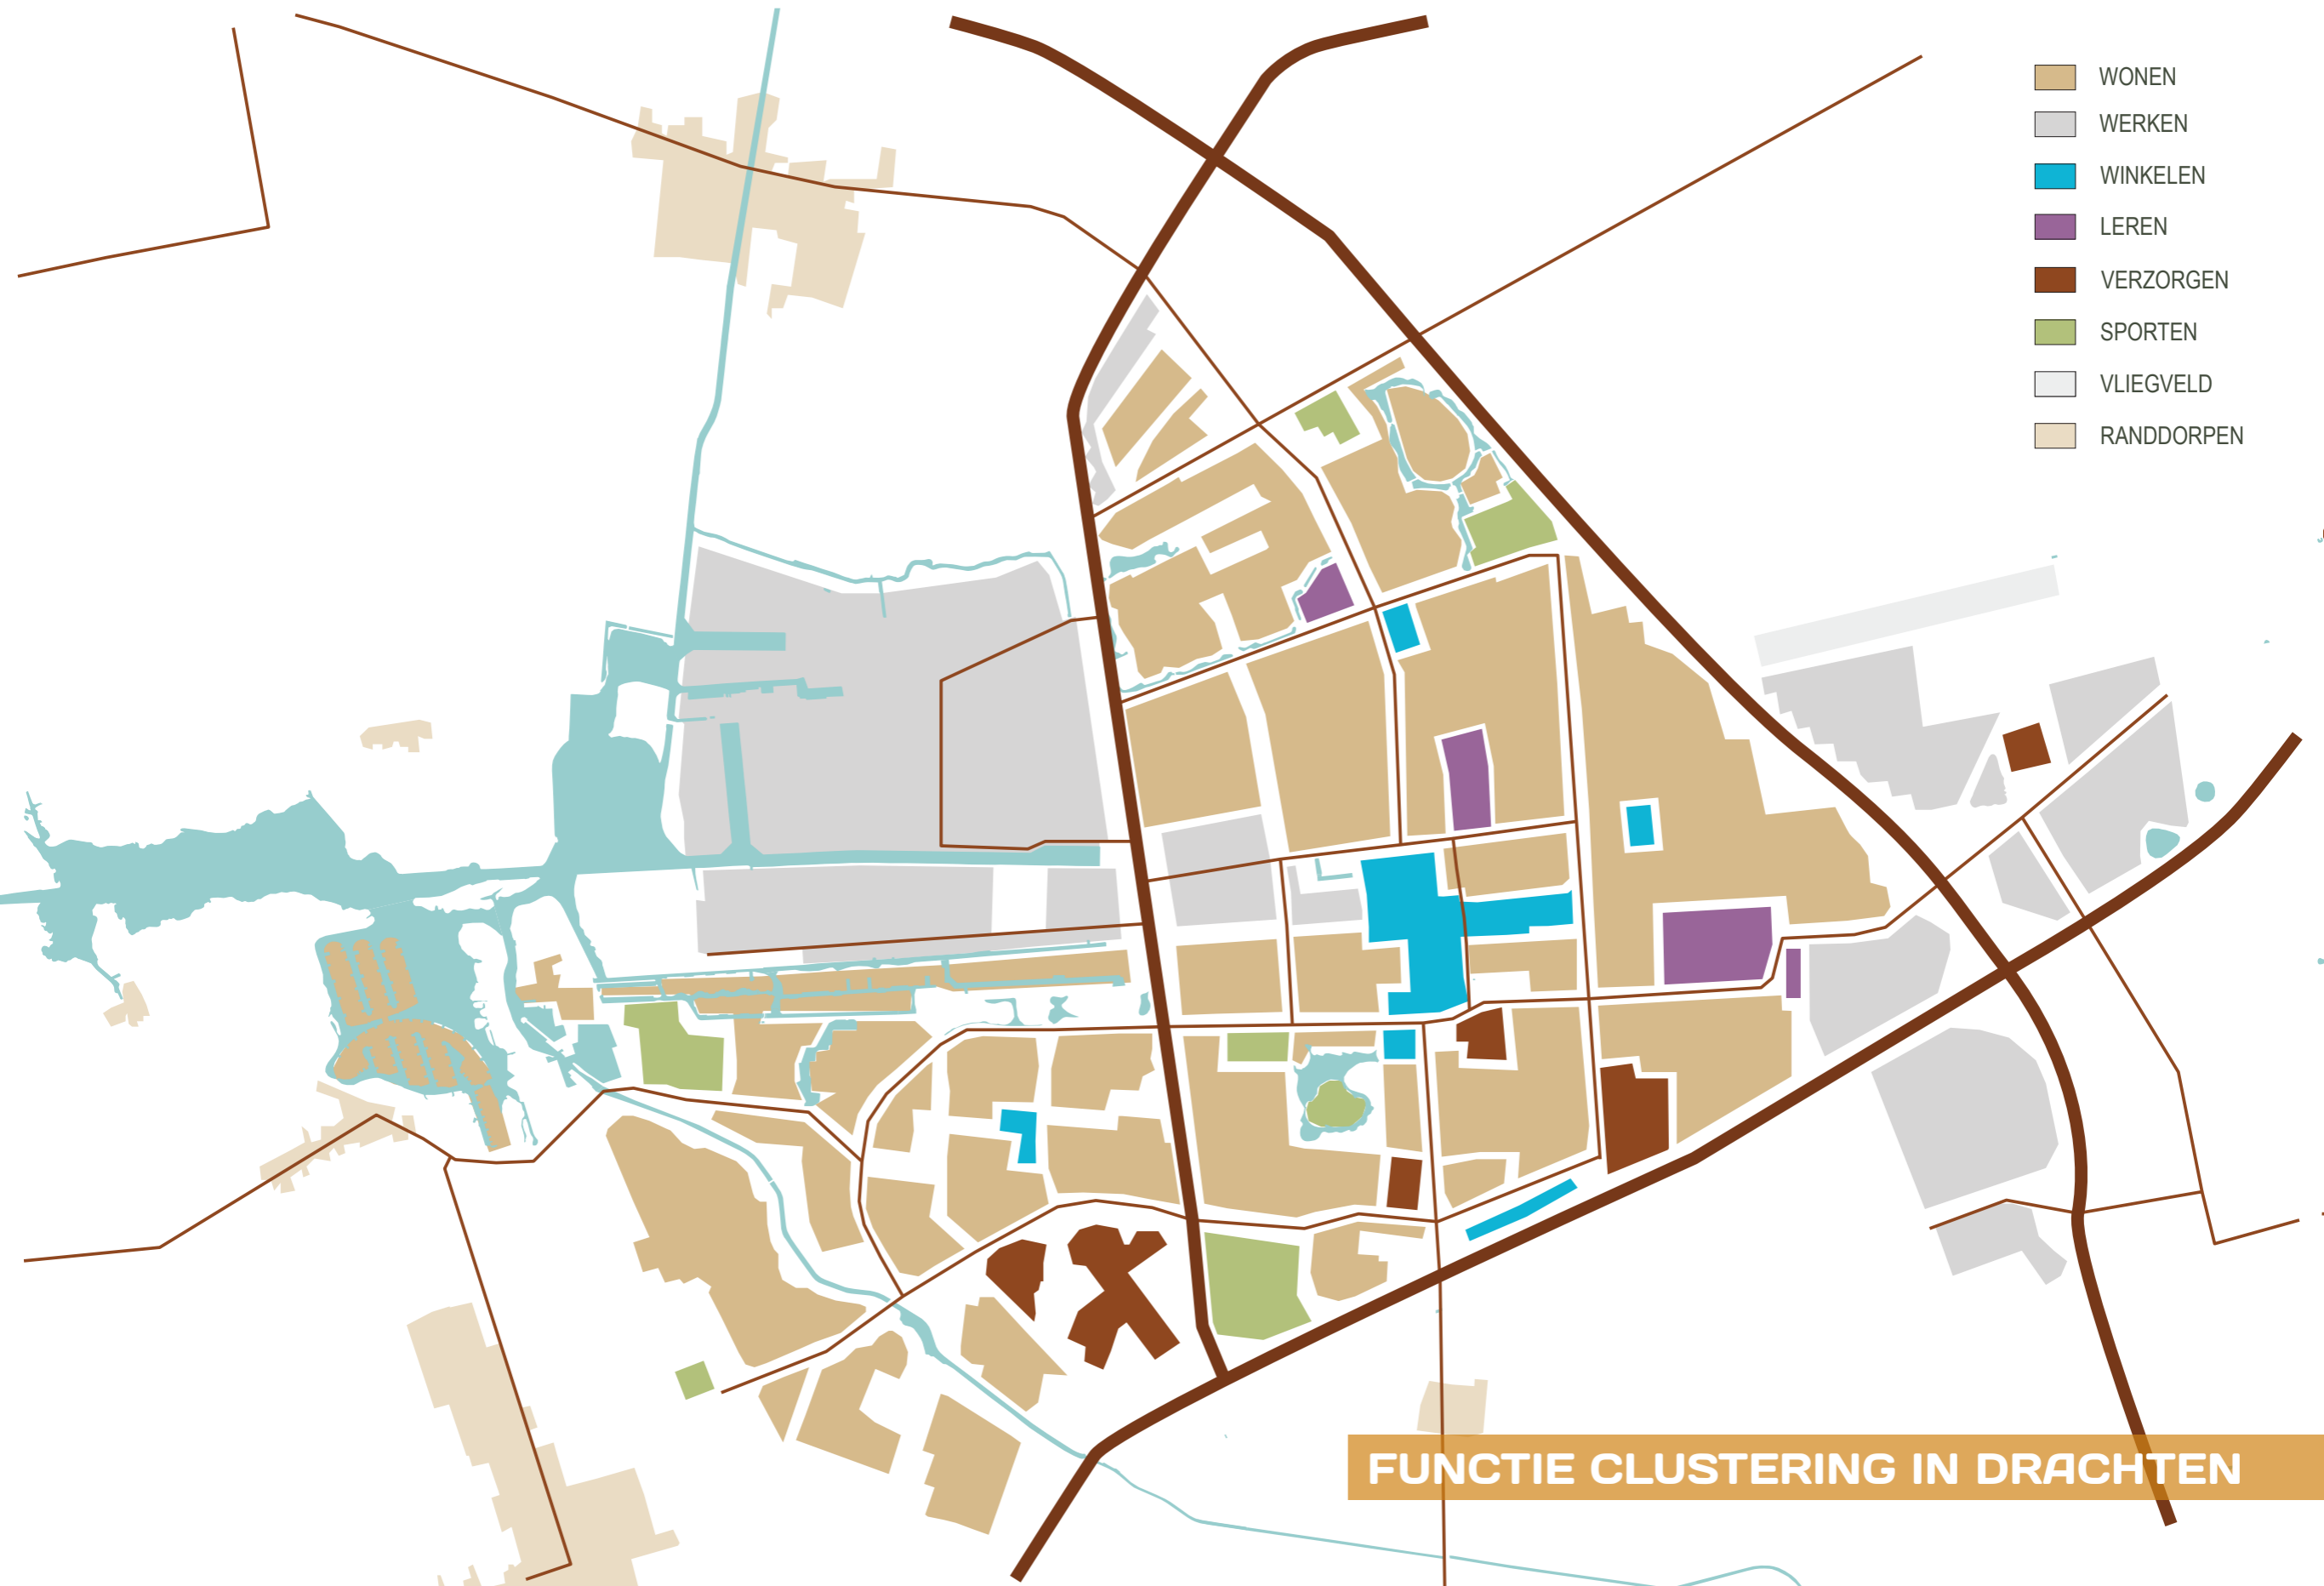 WONEN
WERKEN
WINKELEN
LEREN
VERZORGEN
SPORTEN
VLIEGVELD
RANDDORPEN
FUNCTIE CLUSTERING IN DRACHTEN